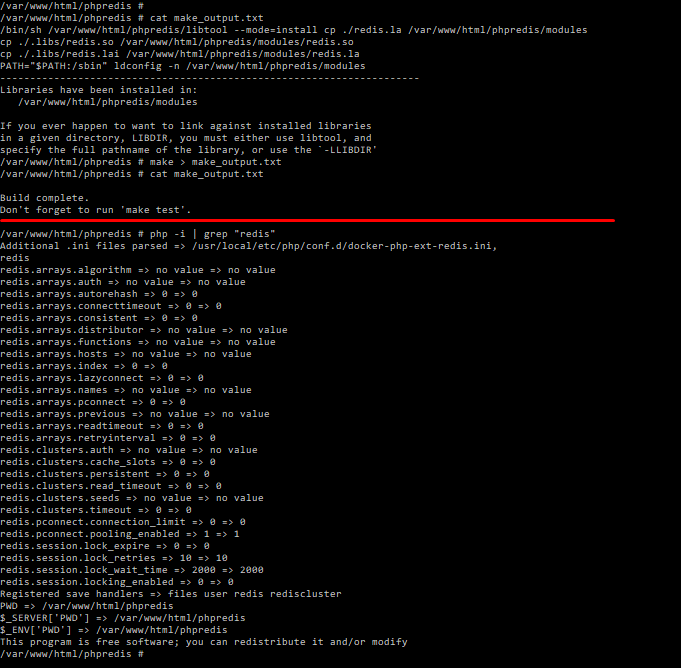 /var/www/html/phpredis #
/var/www/html/phpredis # cat make_output.txt
/bin/sh /var/www/html/phpredis/libtool --mode=install cp ./redis.la /var/www/html/phpredis/modules
cp ./.libs/redis.so /var/www/html/phpredis/modules/redis.so
cp ./.libs/redis.lai /var/www/html/phpredis/modules/redis.la
PATH="$PATH:/sbin" ldconfig -n /var/www/html/phpredis/modules
----------------------------------------------------------------------
Libraries have been installed in:
   /var/www/html/phpredis/modules

If you ever happen to want to link against installed libraries
in a given directory, LIBDIR, you must either use libtool, and
specify the full pathname of the library, or use the `-LLIBDIR'
/var/www/html/phpredis # make > make_output.txt
/var/www/html/phpredis # cat make_output.txt

Build complete.
Don't forget to run 'make test'.

/var/www/html/phpredis # php -i | grep "redis"
Additional .ini files parsed => /usr/local/etc/php/conf.d/docker-php-ext-redis.ini,
redis
redis.arrays.algorithm => no value => no value
redis.arrays.auth => no value => no value
redis.arrays.autorehash => 0 => 0
redis.arrays.connecttimeout => 0 => 0
redis.arrays.consistent => 0 => 0
redis.arrays.distributor => no value => no value
redis.arrays.functions => no value => no value
redis.arrays.hosts => no value => no value
redis.arrays.index => 0 => 0
redis.arrays.lazyconnect => 0 => 0
redis.arrays.names => no value => no value
redis.arrays.pconnect => 0 => 0
redis.arrays.previous => no value => no value
redis.arrays.readtimeout => 0 => 0
redis.arrays.retryinterval => 0 => 0
redis.clusters.auth => no value => no value
redis.clusters.cache_slots => 0 => 0
redis.clusters.persistent => 0 => 0
redis.clusters.read_timeout => 0 => 0
redis.clusters.seeds => no value => no value
redis.clusters.timeout => 0 => 0
redis.pconnect.connection_limit => 0 => 0
redis.pconnect.pooling_enabled => 1 => 1
redis.session.lock_expire => 0 => 0
redis.session.lock_retries => 10 => 10
redis.session.lock_wait_time => 2000 => 2000
redis.session.locking_enabled => 0 => 0
Registered save handlers => files user redis rediscluster
PWD => /var/www/html/phpredis
$_SERVER['PWD'] => /var/www/html/phpredis
$_ENV['PWD'] => /var/www/html/phpredis
This program is free software; you can redistribute it and/or modify
/var/www/html/phpredis #